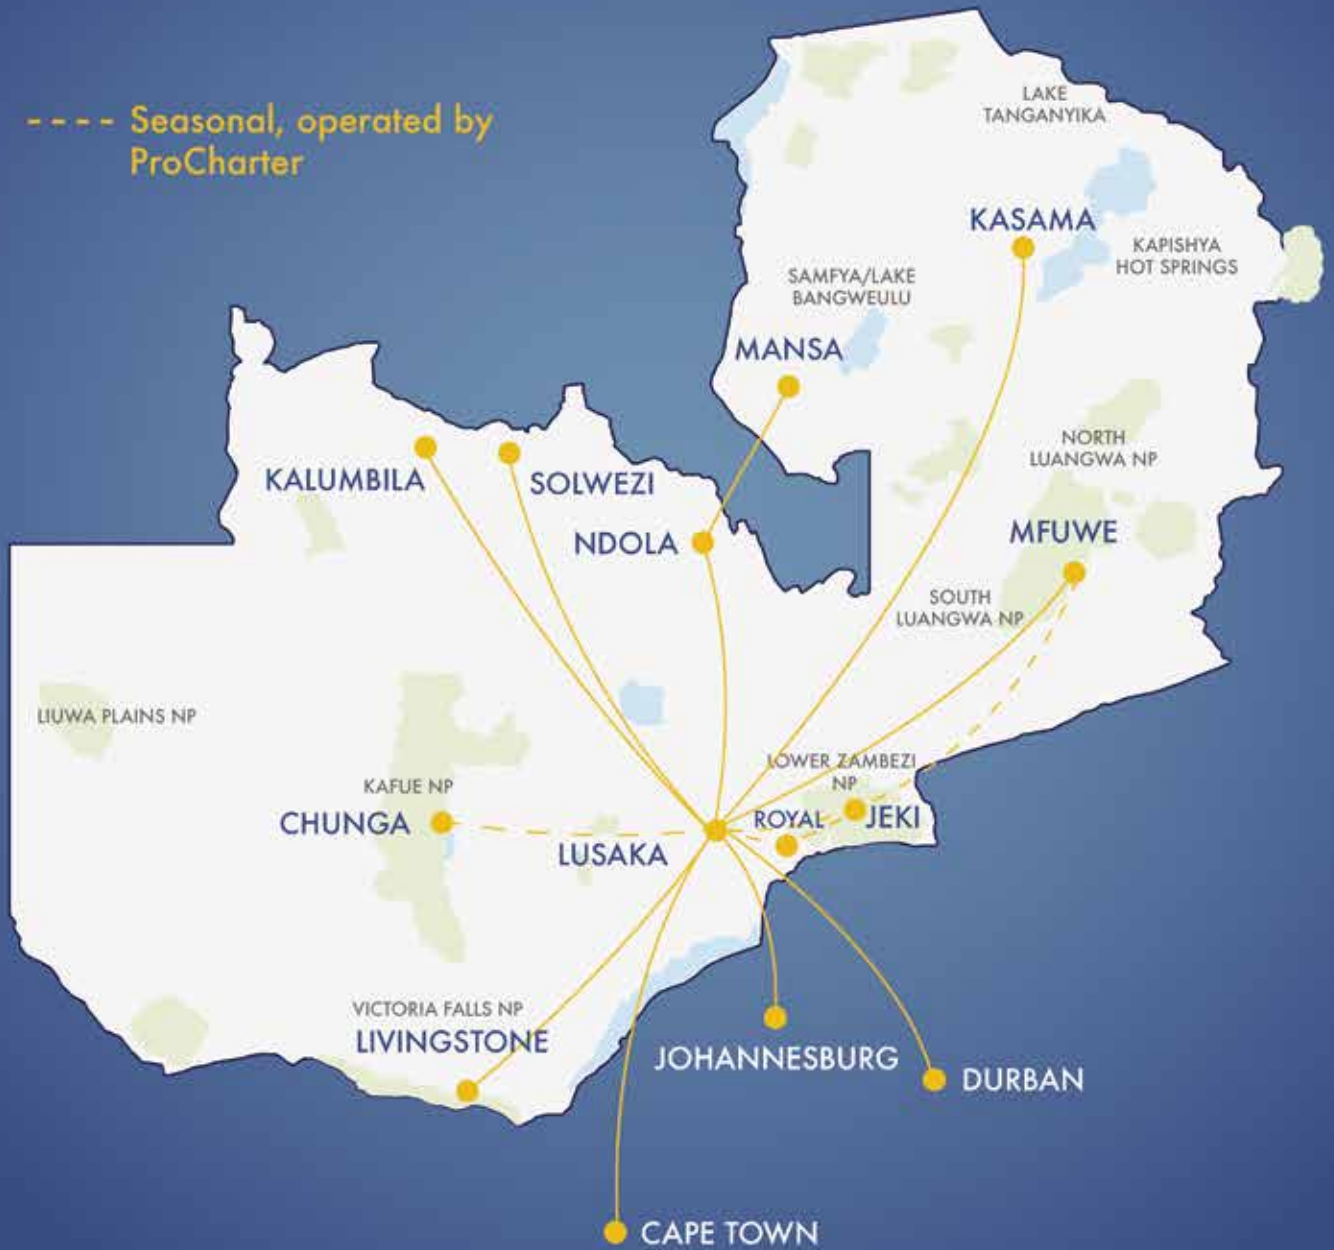 Seasonal, operated by
ProCharter
LAKE
TANGANYIKA
KASAMA
KAPISHYA
HOT SPRINGS
SAMFYA/LAKE
BANGWEULU
MANSA
NORTH
LUANGWA NP
KALUMBILA
SOLWEZI
NDOLA
MFUWE
SOUTH
LUANGWA NP
LIUWA PLAINS NP
KAFUE NP
CHUNGA
LUSAKA
LOWER ZAMBEZI
NP
ROYAL
JEKI
VICTORIA FALLS NP
LIVINGSTONE
JOHANNESBURG
DURBAN
CAPE TOWN